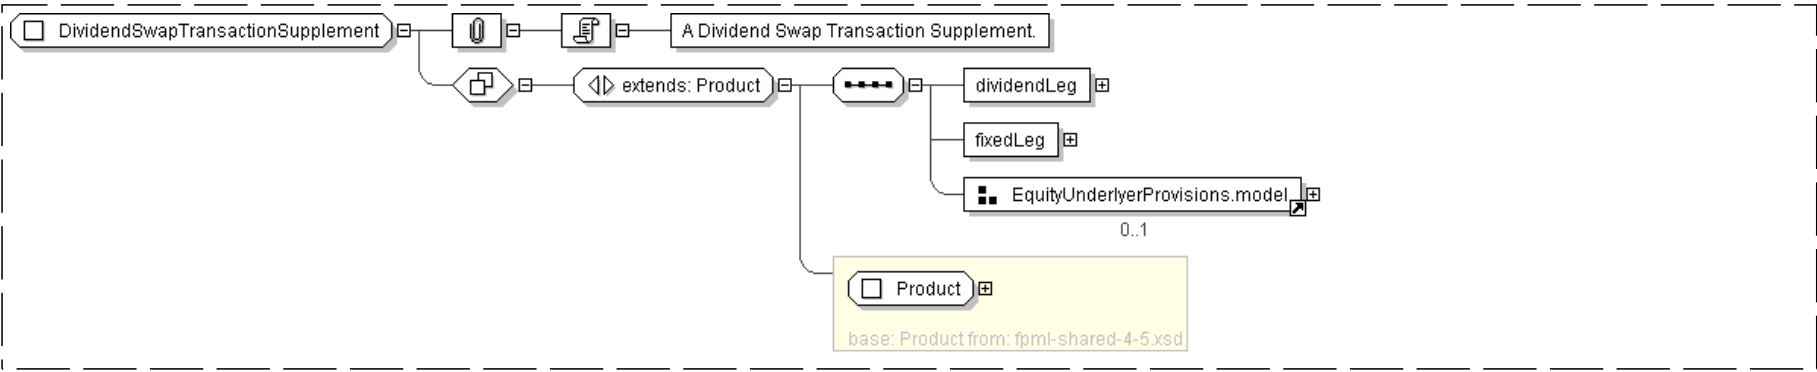 DividendSwapTransactionSupplement
A Dividend Swap Transaction Supplement.
extends: Product
dividendLeg
fixedLeg
EquityUnderlyerProvisions.model
0..1
Product
base: Product from: fpml-shared-4-5.xsd